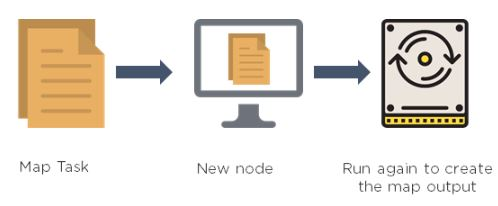 Map Task
New node
Run again to create
the map output